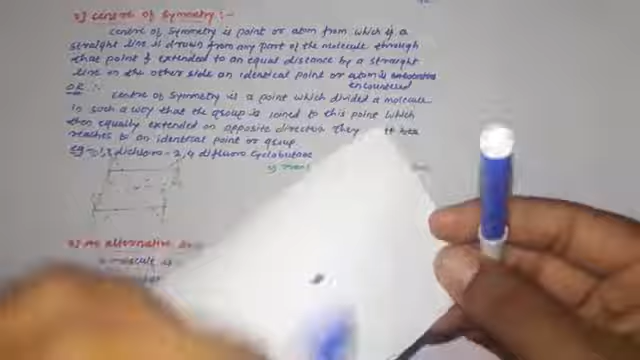 2) Centre of Symmetry :-
Centre of Symmetry is point or atom from which if a
straight line is drawn from any part of the molecule through
that point & extended to an equal distance by a straight
line on the other side an identical point or atom is
encountered
OR :-
Centre of Symmetry is a point which divided a molecule
in such a way that the group is joined to this point which
then equally extended on opposite direction they it
reaches to an identical point or group.
eg dichloro - 2,4 difluoro Cyclobutane
An alternative
a molecule is